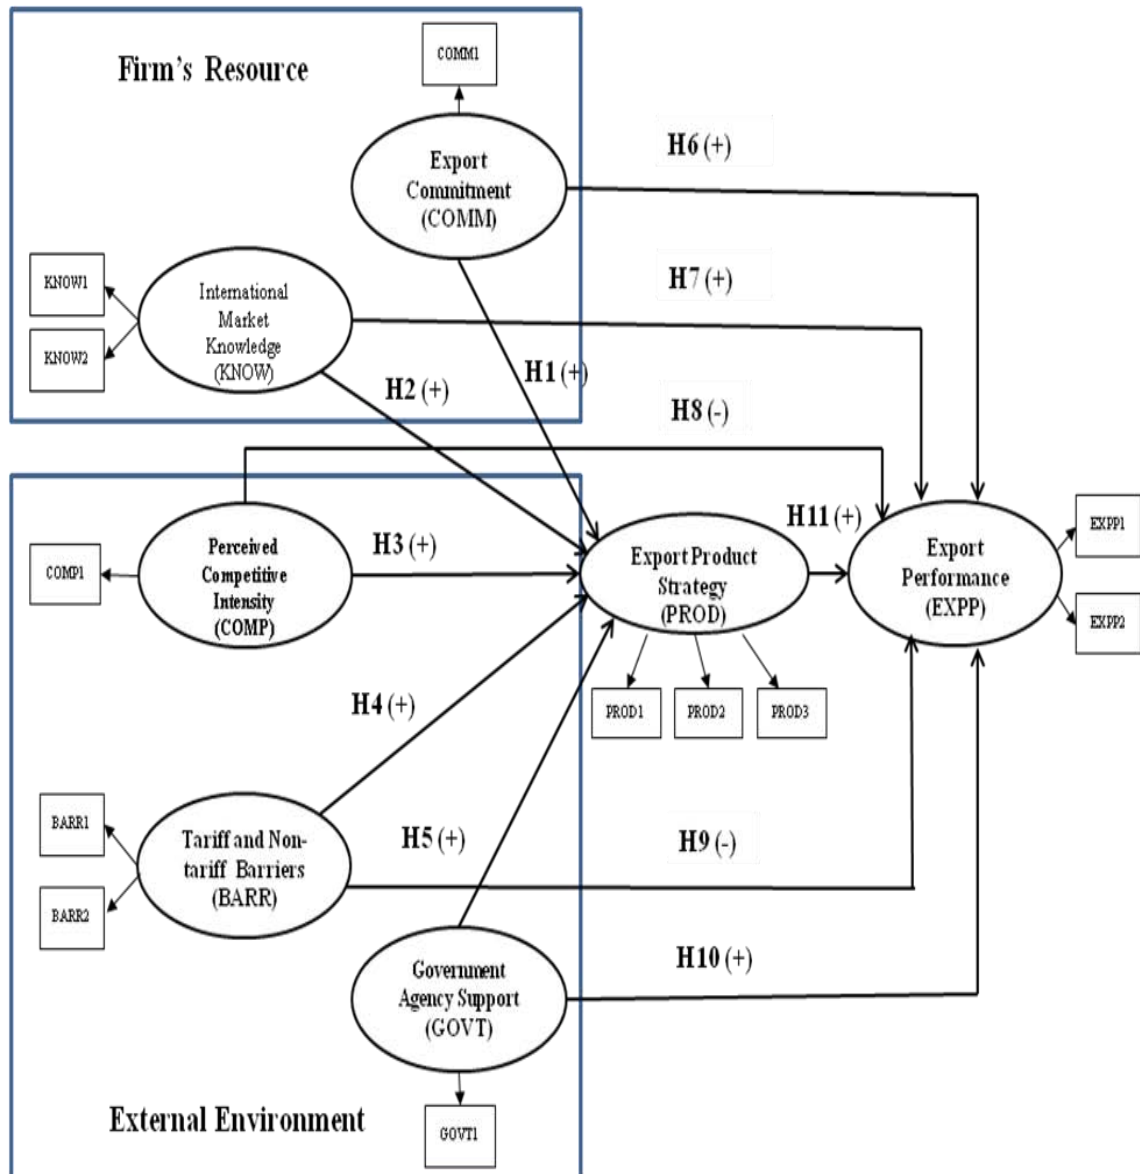 Firm's Resource
COMM1
Export
Commitment
(COMM)
H6 (+)
KNOW1
KNOW2
International
Market
Knowledge
(KNOW)
H7 (+)
H1 (+)
H2 (+)
H8 (-)
COMP1
Perceived
Competitive
Intensity
(COMP)
H3 (+)
Export Product
Strategy
(PROD)
H11 (+)
Export
Performance
(EXPP)
EXPP1
EXPP2
PROD1
PROD2
PROD3
H4 (+)
BARR1
BARR2
Tariff and Non-
tariff Barriers
(BARR)
H5 (+)
H9 (-)
Government
Agency Support
(GOVT)
H10 (+)
GOVT1
External Environment